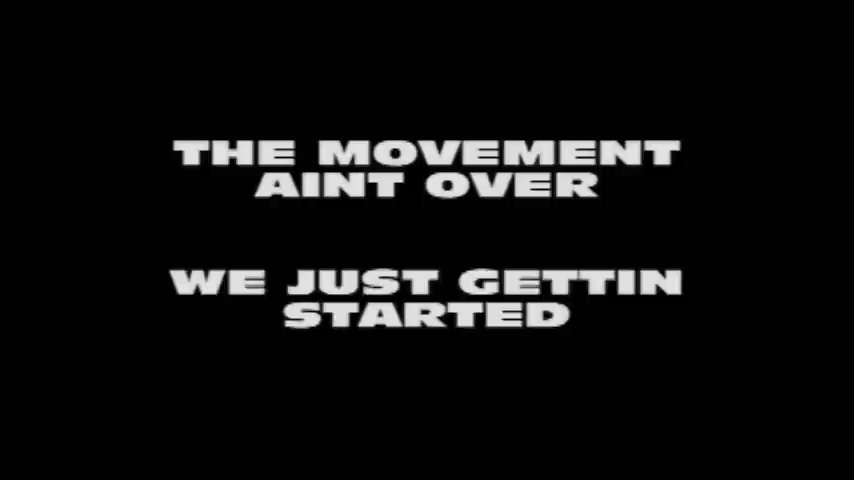 THE MOVEMENT
AINT OVER
WE JUST GETTIN
STARTED